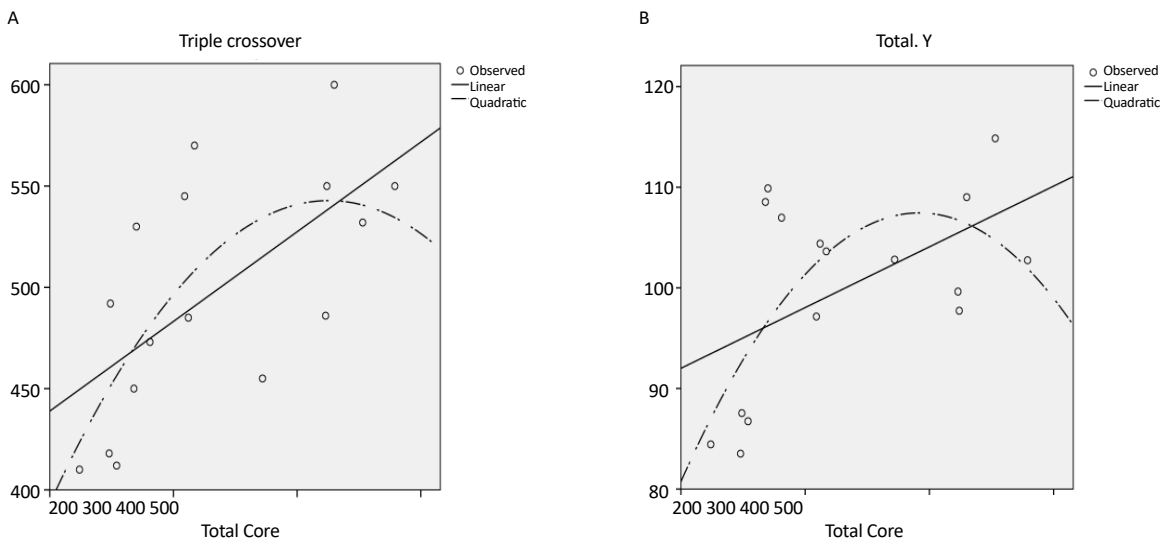 A
Triple crossover
600
550
500
450
400
200 300 400 500
Total Core
Observed
Linear
Quadratic
B
Total. Y
120
110
100
90
80
200 300 400 500
Total Core
Observed
Linear
Quadratic